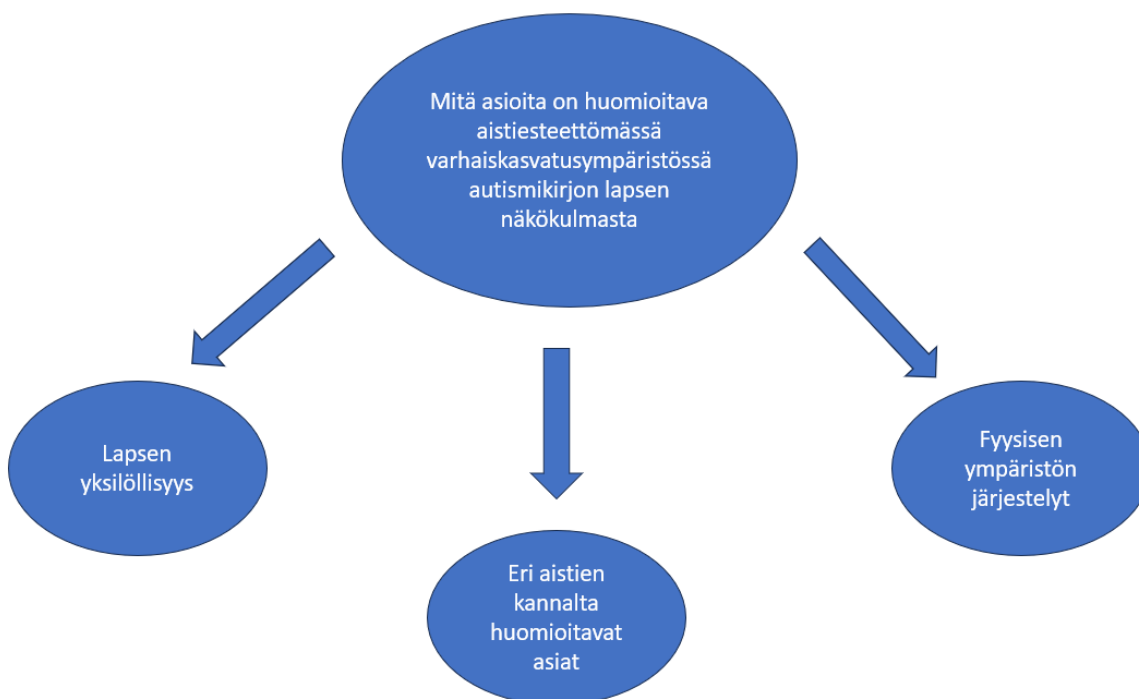 Mitä asioita on huomioitava
aistiesteettömässä
varhaiskasvatusympäristössä
autismikirjon lapsen
näkökulmasta
Lapsen
yksilöllisyys
Fyysisen
ympäristön
järjestelyt
Eri aistien
kannalta
huomioitavat
asiat